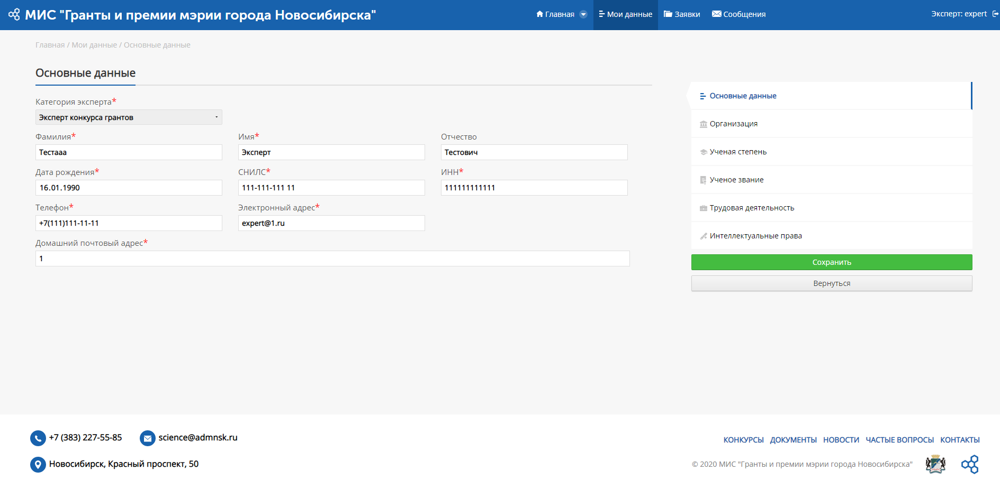 МИС "Гранты и премии мэрии города Новосибирска"
Главная
Мои данные
Заявки
Сообщения
Эксперт: expert
Главная / Мои данные / Основные данные
Основные данные
Категория эксперта*
Эксперт конкурса грантов
Фамилия*
Имя*
Отчество
Тестааа
Эксперт
Тестович
Дата рождения*
СНИЛС*
ИНН*
16.01.1990
111-111-111 11
111111111111
Телефон*
Электронный адрес*
+7(111)111-11-11
expert@1.ru
Домашний почтовый адрес*
1
Основные данные
Организация
Ученая степень
Ученое звание
Трудовая деятельность
Интеллектуальные права
Сохранить
Вернуться
+7 (383) 227-55-85
science@admnsk.ru
Новосибирск, Красный проспект, 50
КОНКУРСЫ
ДОКУМЕНТЫ
НОВОСТИ
ЧАСТЫЕ ВОПРОСЫ
КОНТАКТЫ
© 2020 МИС "Гранты и премии мэрии города Новосибирска"